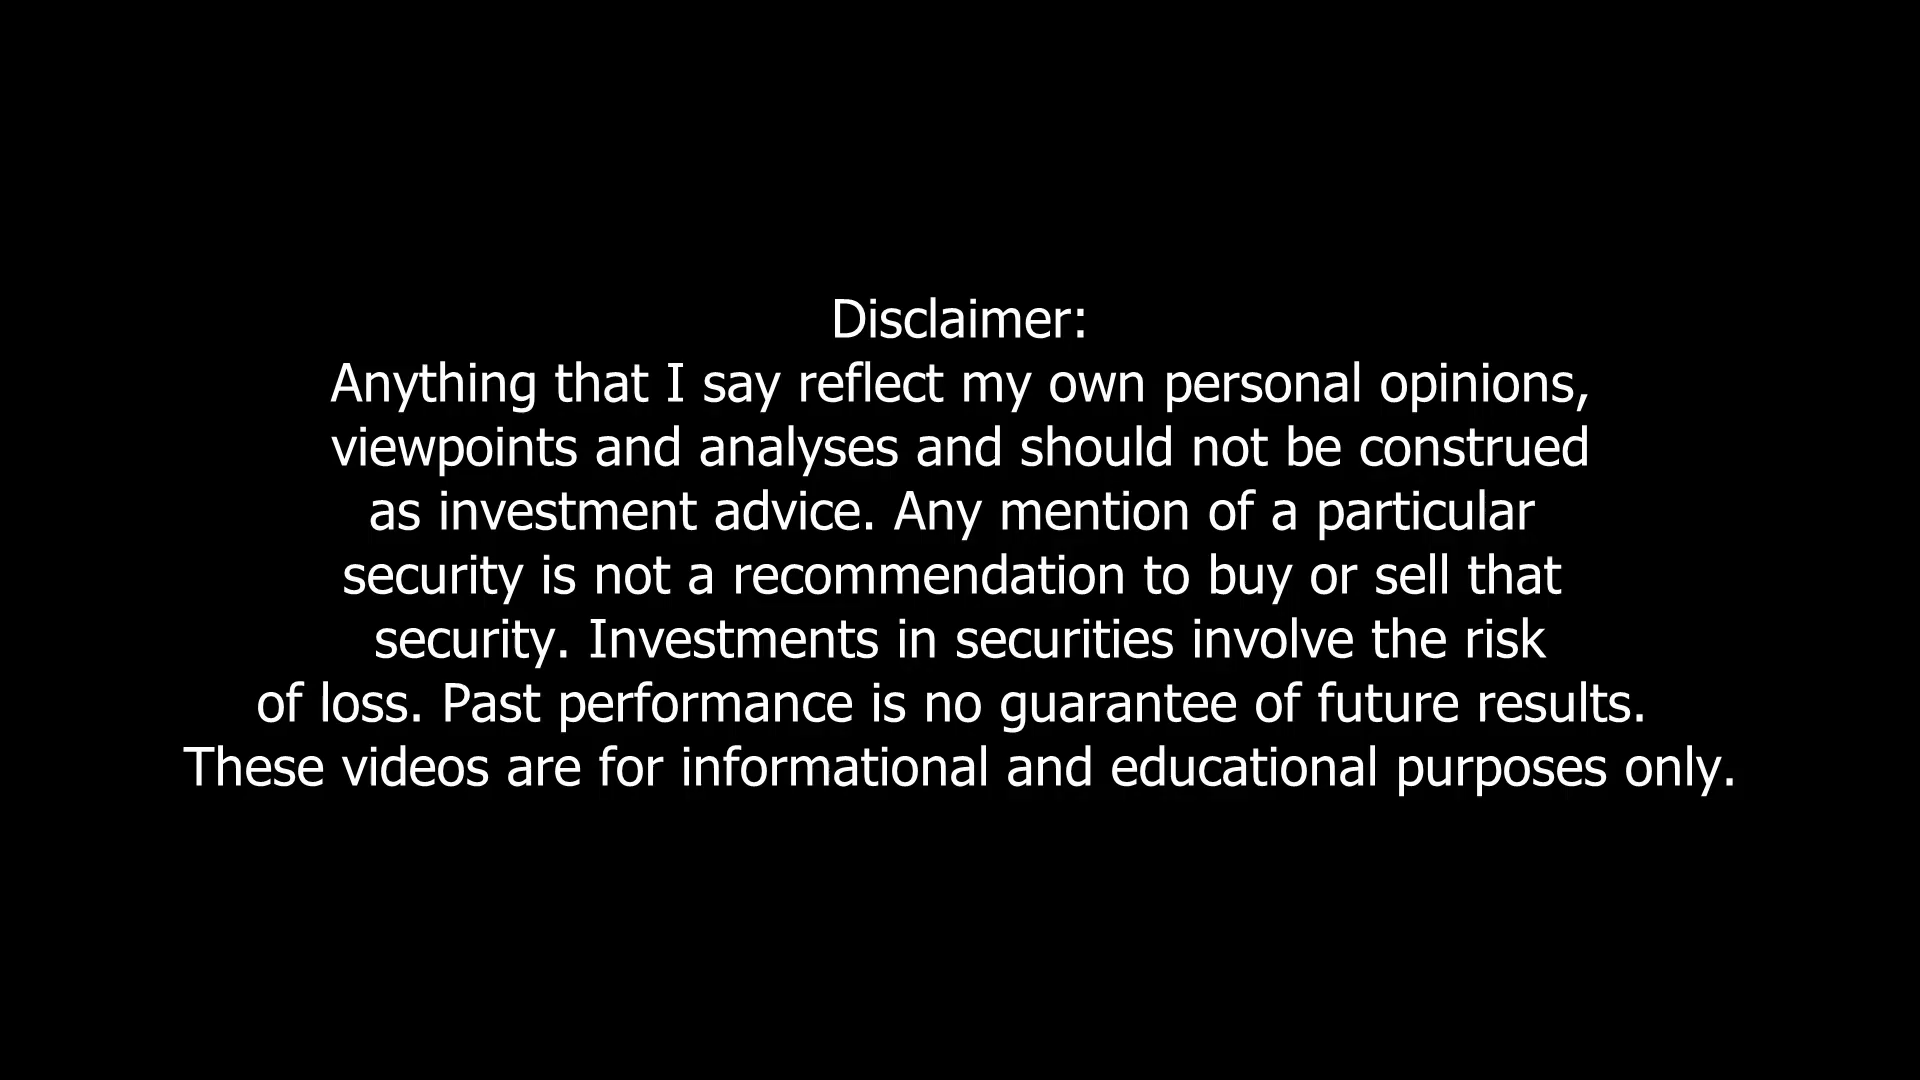 Disclaimer:
Anything that I say reflect my own personal opinions,
viewpoints and analyses and should not be construed
as investment advice. Any mention of a particular
security is not a recommendation to buy or sell that
security. Investments in securities involve the risk
of loss. Past performance is no guarantee of future results.
These videos are for informational and educational purposes only.